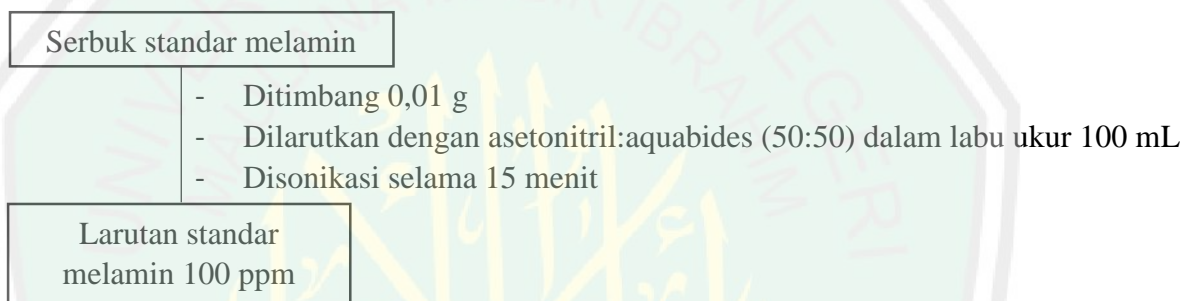 Serbuk standar melamin
- Ditimbang 0,01 g
- Dilarutkan dengan asetonitril:aquabides (50:50) dalam labu ukur 100 mL
- Disonikasi selama 15 menit
Larutan standar
melamin 100 ppm